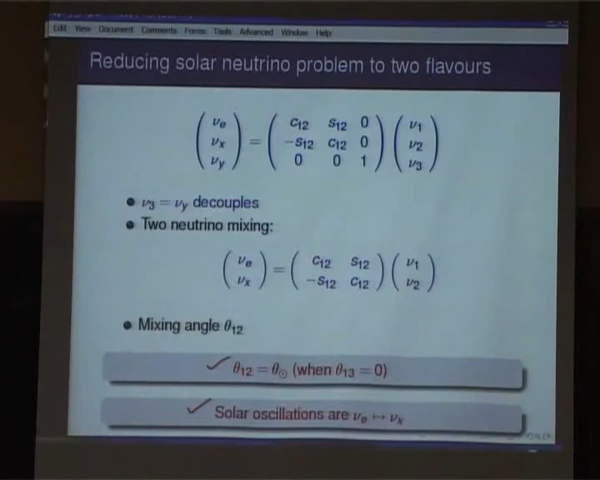 Edit View Document Comments Forms Tools Advanced Window Help
Reducing solar neutrino problem to two flavours
( νe νx νy ) = ( c12 s12 0 −s12 c12 0 0 0 1 ) ( ν1 ν2 ν3 )
• ν3 = νy decouples
• Two neutrino mixing:
( νe νx ) = ( c12 s12 −s12 c12 ) ( ν1 ν2 )
• Mixing angle θ12
✓ θ12 = θ⊙ (when θ13 = 0)
✓ Solar oscillations are νe ↔ νx